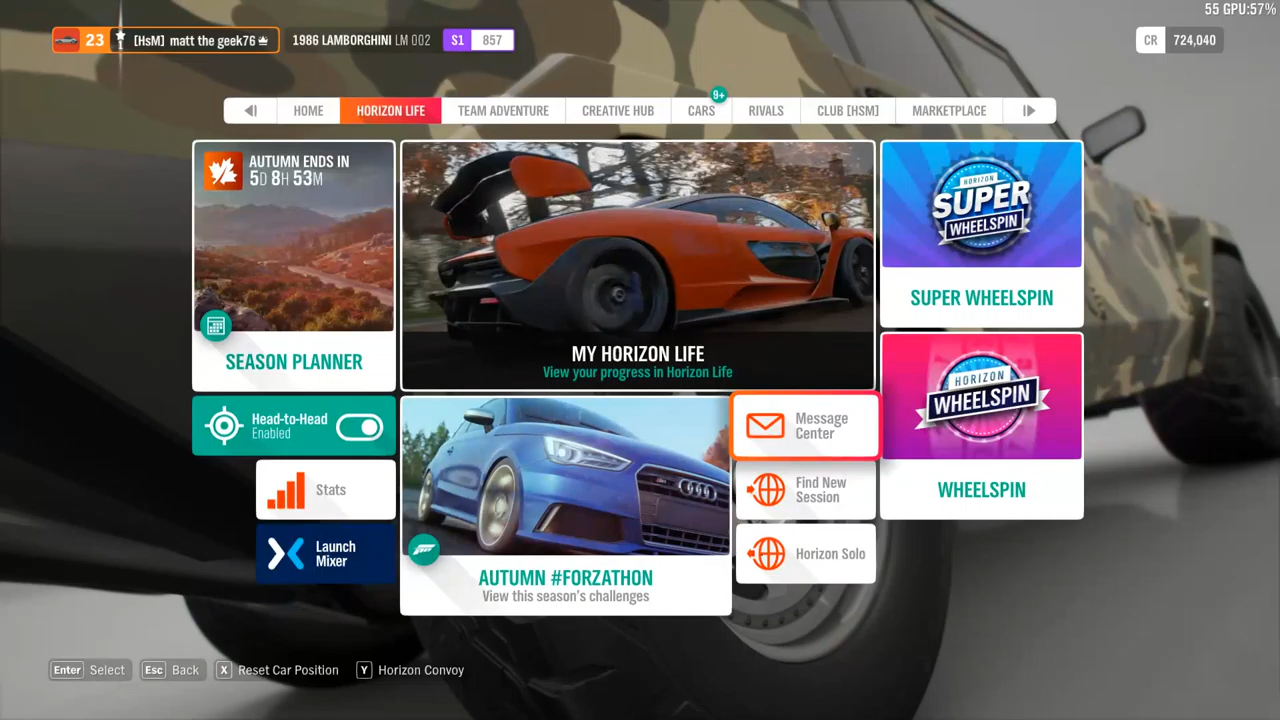 55 GPU:57%
23 [HsM] matt the geek76
1986 LAMBORGHINI LM 002
S1 857
CR 724,040
HOME
HORIZON LIFE
TEAM ADVENTURE
CREATIVE HUB
CARS
9+
RIVALS
CLUB [HSM]
MARKETPLACE
AUTUMN ENDS IN
5D 8H 53M
SEASON PLANNER
MY HORIZON LIFE
View your progress in Horizon Life
HORIZON
SUPER
WHEELSPIN
SUPER WHEELSPIN
Head-to-Head
Enabled
Stats
Launch
Mixer
AUTUMN #FORZATHON
View this season's challenges
Message
Center
Find New
Session
Horizon Solo
HORIZON
WHEELSPIN
WHEELSPIN
Enter Select
Esc Back
X Reset Car Position
Y Horizon Convoy